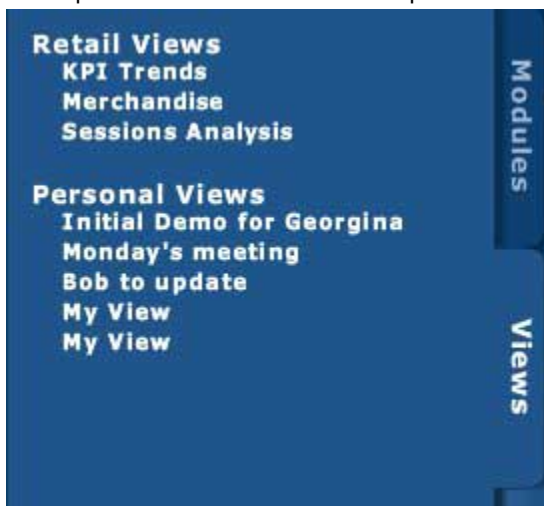 Retail Views
KPI Trends
Merchandise
Sessions Analysis
Personal Views
Initial Demo for Georgina
Monday's meeting
Bob to update
My View
My View
Modules
Views